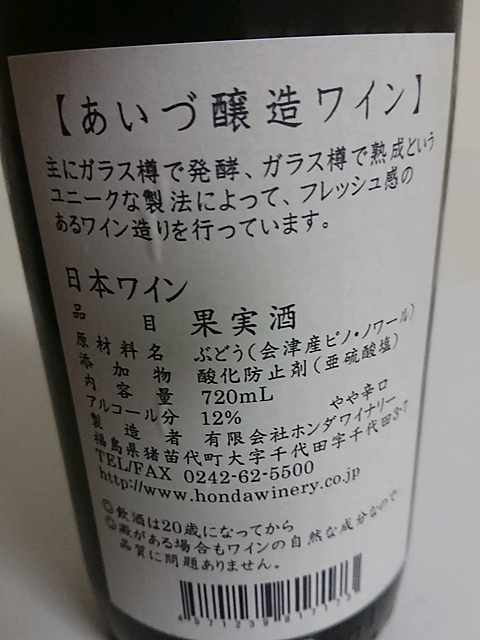 【あいづ醸造ワイン】
主にガラス樽で発酵、ガラス樽で熟成という
ユニークな製法によって、フレッシュ感の
あるワイン造りを行っています。
日本ワイン
品目 果実酒
原材料名 ぶどう(会津産ピノ・ノワール)
添加物 酸化防止剤(亜硫酸塩)
内容量 720mL
アルコール分 12% やや辛口
製造者 有限会社ホンダワイナリー
福島県猪苗代町大字千代田字千代田3-7
TEL/FAX 0242-62-5500
http://www.hondawinery.co.jp
◎飲酒は20歳になってから
◎澱がある場合もワインの自然な成分なので
品質に問題ありません。
4571239817175